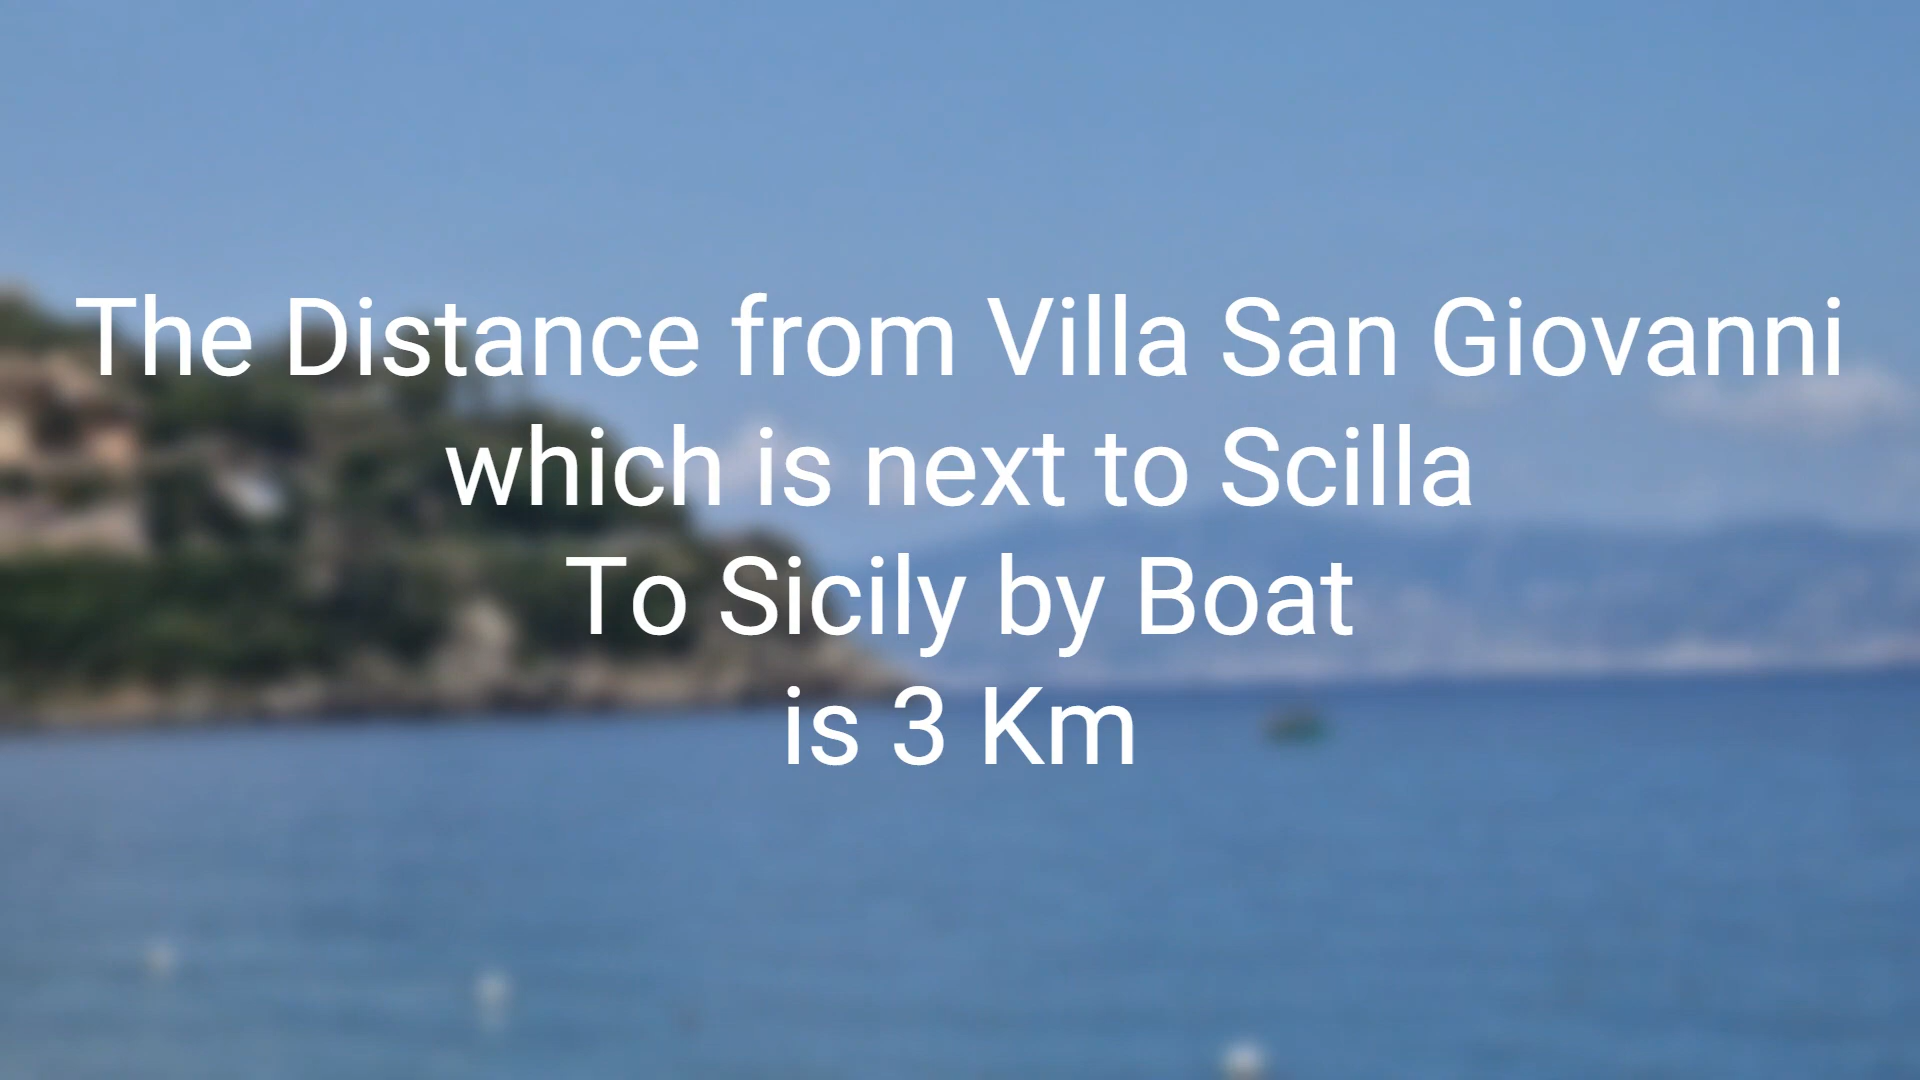 The Distance from Villa San Giovanni
which is next to Scilla
To Sicily by Boat
is 3 Km